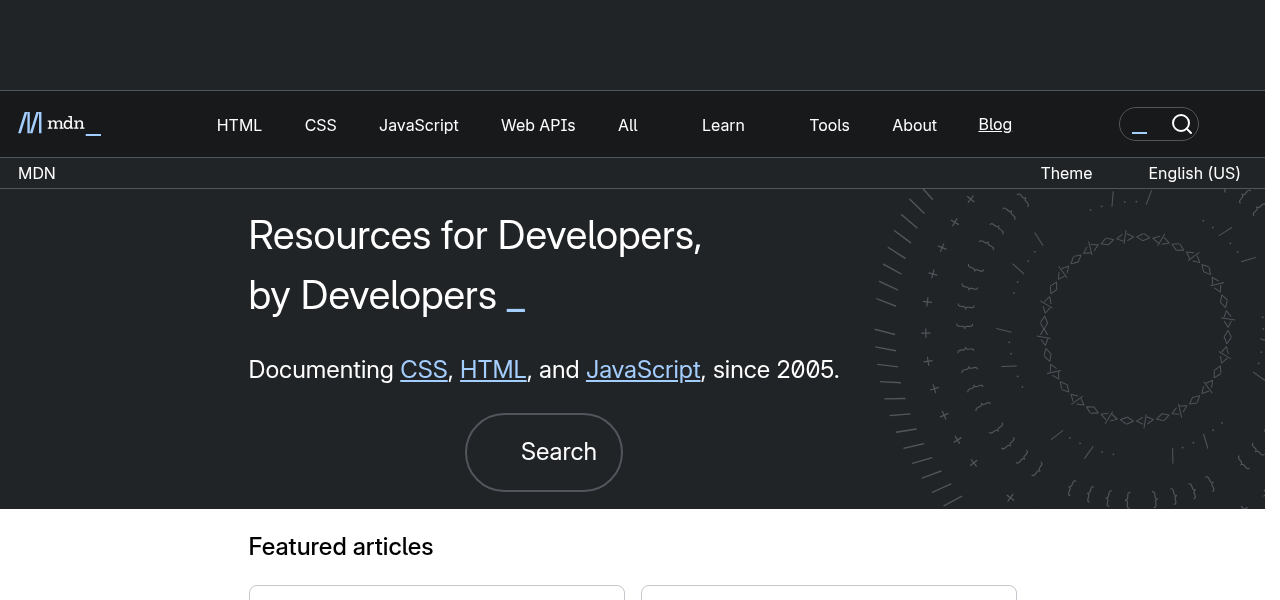 mdn_
HTML CSS JavaScript Web APIs All Learn Tools About Blog
MDN Theme English (US)
Resources for Developers,
by Developers _
Documenting CSS, HTML, and JavaScript, since 2005.
Search
Featured articles